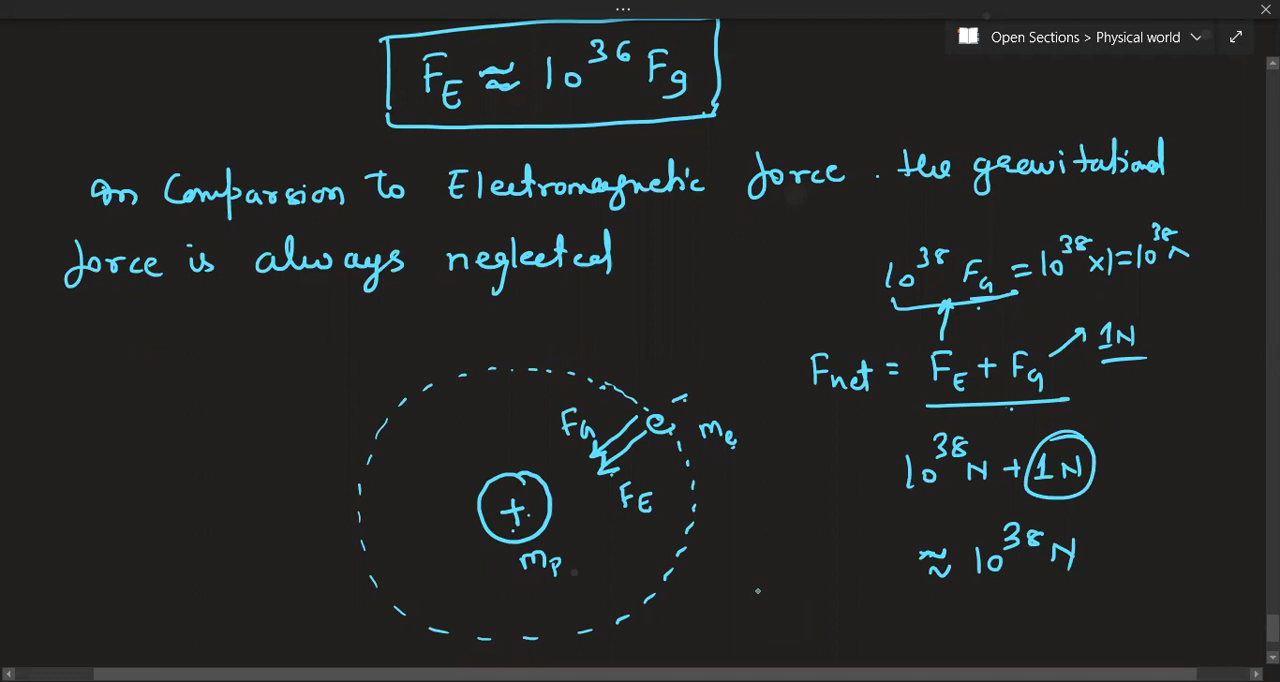 ...
Open Sections > Physical world
F_E ≈ 10^36 F_g
In Comparsion to Electromagnetic force. the gravitational
force is always neglected
10^38 F_G = 10^38 × 1 = 10^38 N
1N
F_net = F_E + F_G
10^38 N + 1N
≈ 10^38 N
F_G
e
m_e
F_E
+
m_p